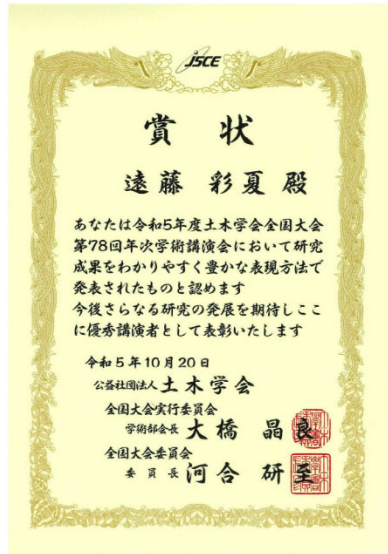 JSCE
賞状
遠藤 彩夏 殿
あなたは令和5年度土木学会全国大会
第78回年次学術講演会において研究
成果をわかりやすく豊かな表現方法で
発表されたものと認めます
今後さらなる研究の発展を期待しここ
に優秀講演者として表彰いたします
令和5年10月20日
公益社団法人 土木学会
全国大会実行委員会
学術部会長 大橋 晶良
全国大会委員会
委員長 河合 研至